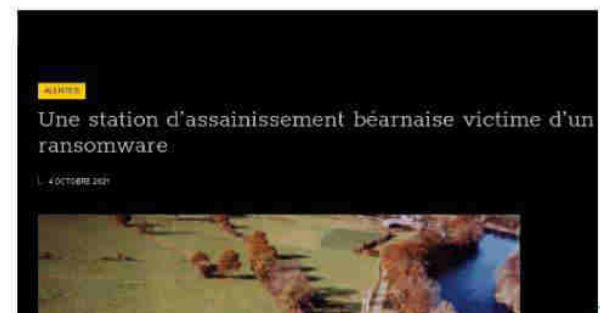 ALERTES
Une station d'assainissement béarnaise victime d'un
ransomware
4 OCTOBRE 2021